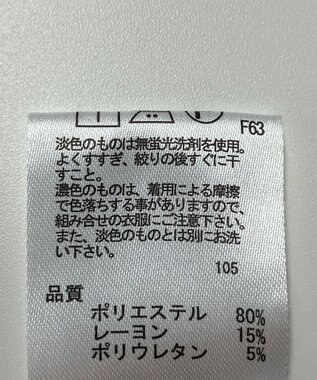 F63
淡色のものは無蛍光洗剤を使用。
よくすすぎ、絞りの後すぐに干
すこと。
濃色のものは、着用による摩擦
で色落ちする事がありますので、
組み合せの衣服にご注意下さい。
また、淡色のものとは別にお洗
い下さい。
105
品質
ポリエステル 80%
レーヨン 15%
ポリウレタン 5%